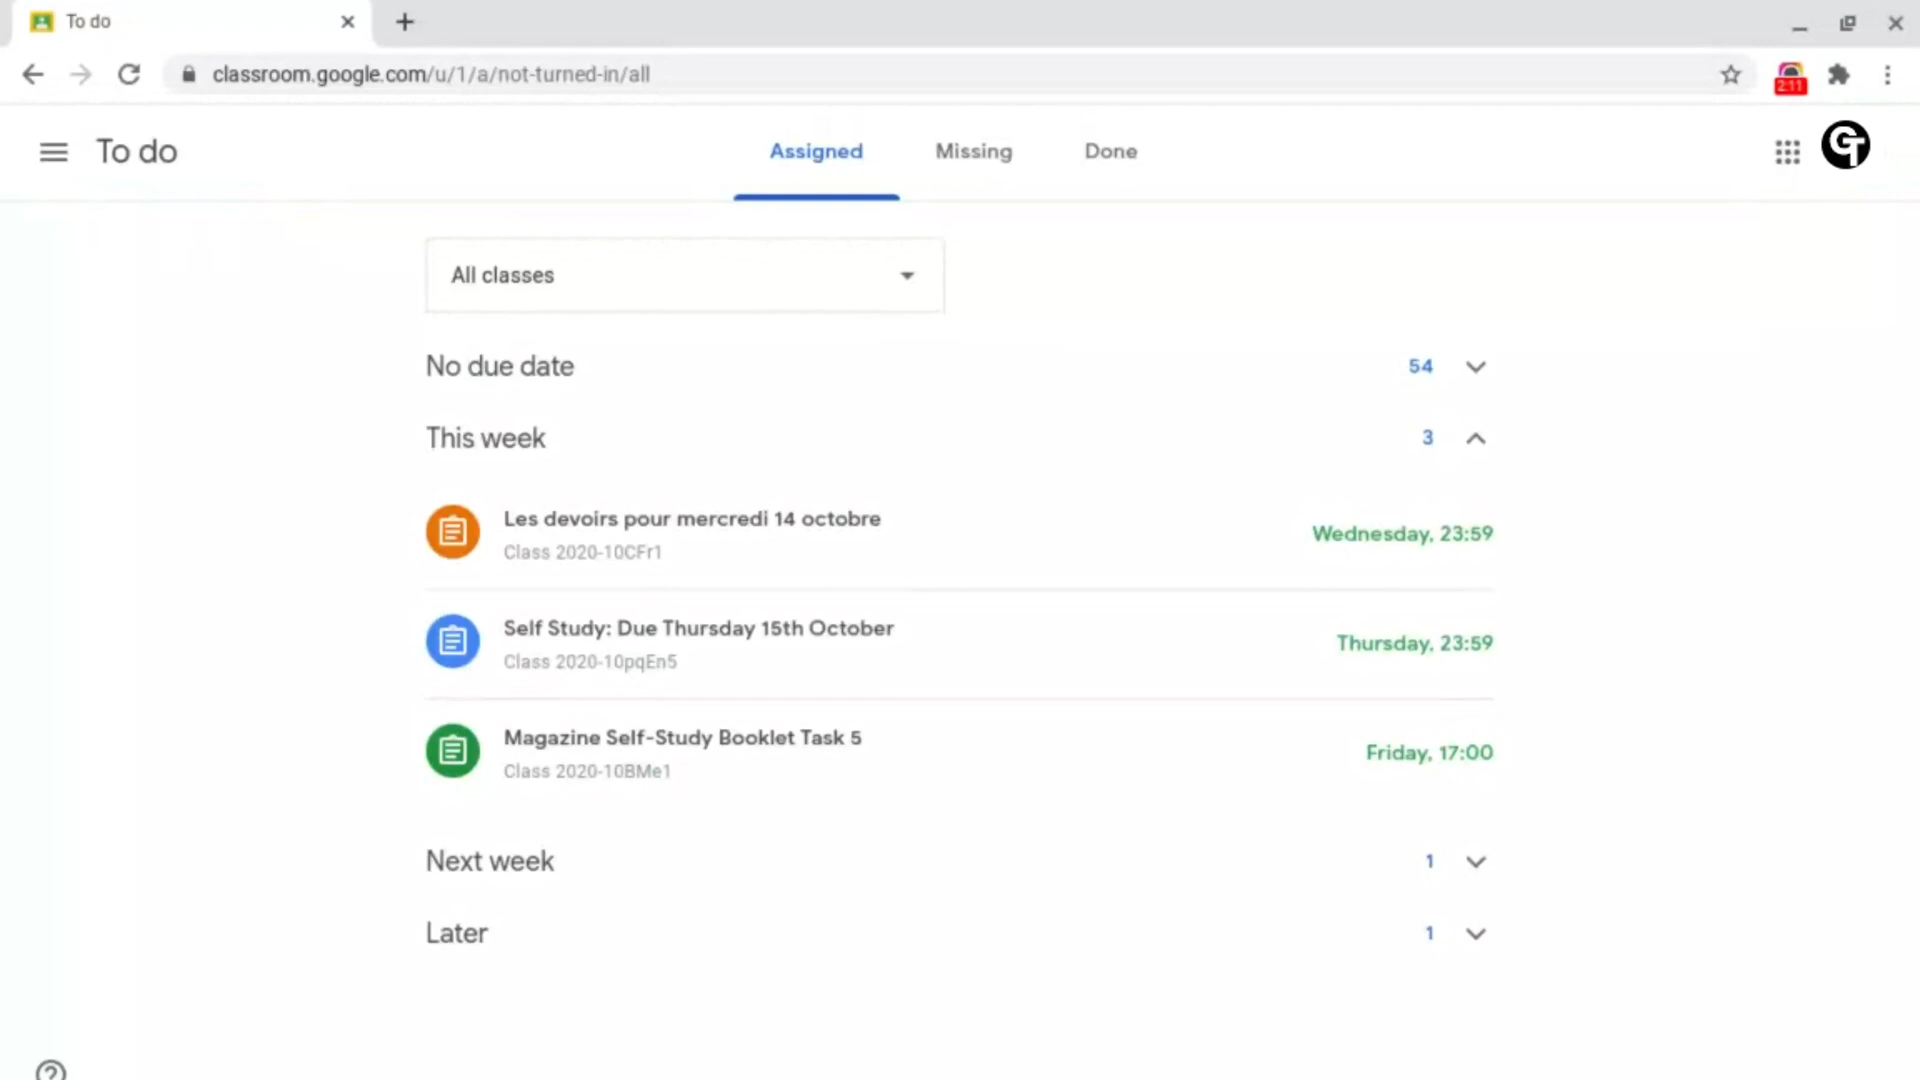 To do
classroom.google.com/u/1/a/not-turned-in/all
2:11
To do
Assigned
Missing
Done
GT
All classes
No due date
54
This week
3
Les devoirs pour mercredi 14 octobre
Class 2020-10CFr1
Wednesday, 23:59
Self Study: Due Thursday 15th October
Class 2020-10pqEn5
Thursday, 23:59
Magazine Self-Study Booklet Task 5
Class 2020-10BMe1
Friday, 17:00
Next week
1
Later
1